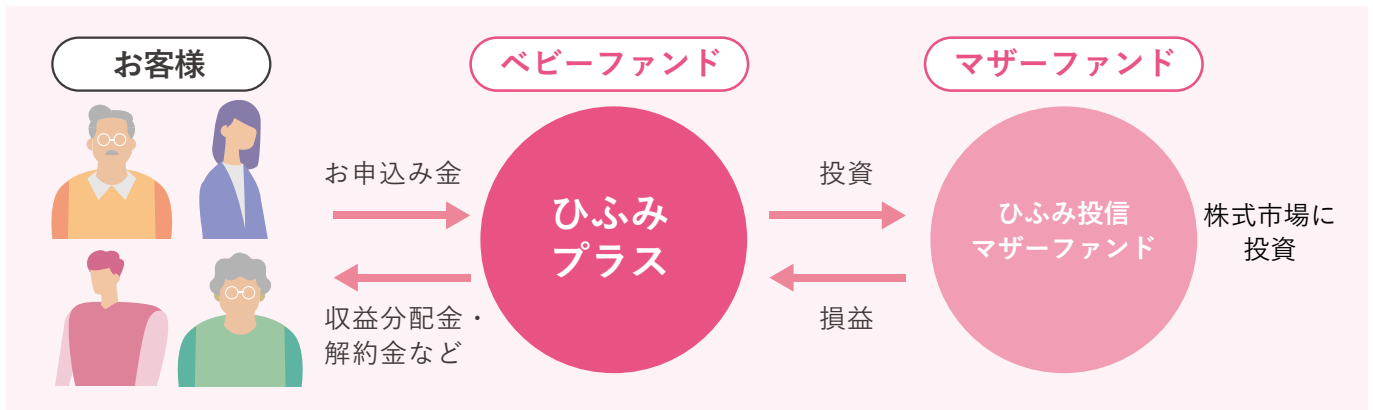 お客様
ベビーファンド
マザーファンド
お申込み金
収益分配金・
解約金など
ひふみ
プラス
投資
損益
ひふみ投信
マザーファンド
株式市場に
投資